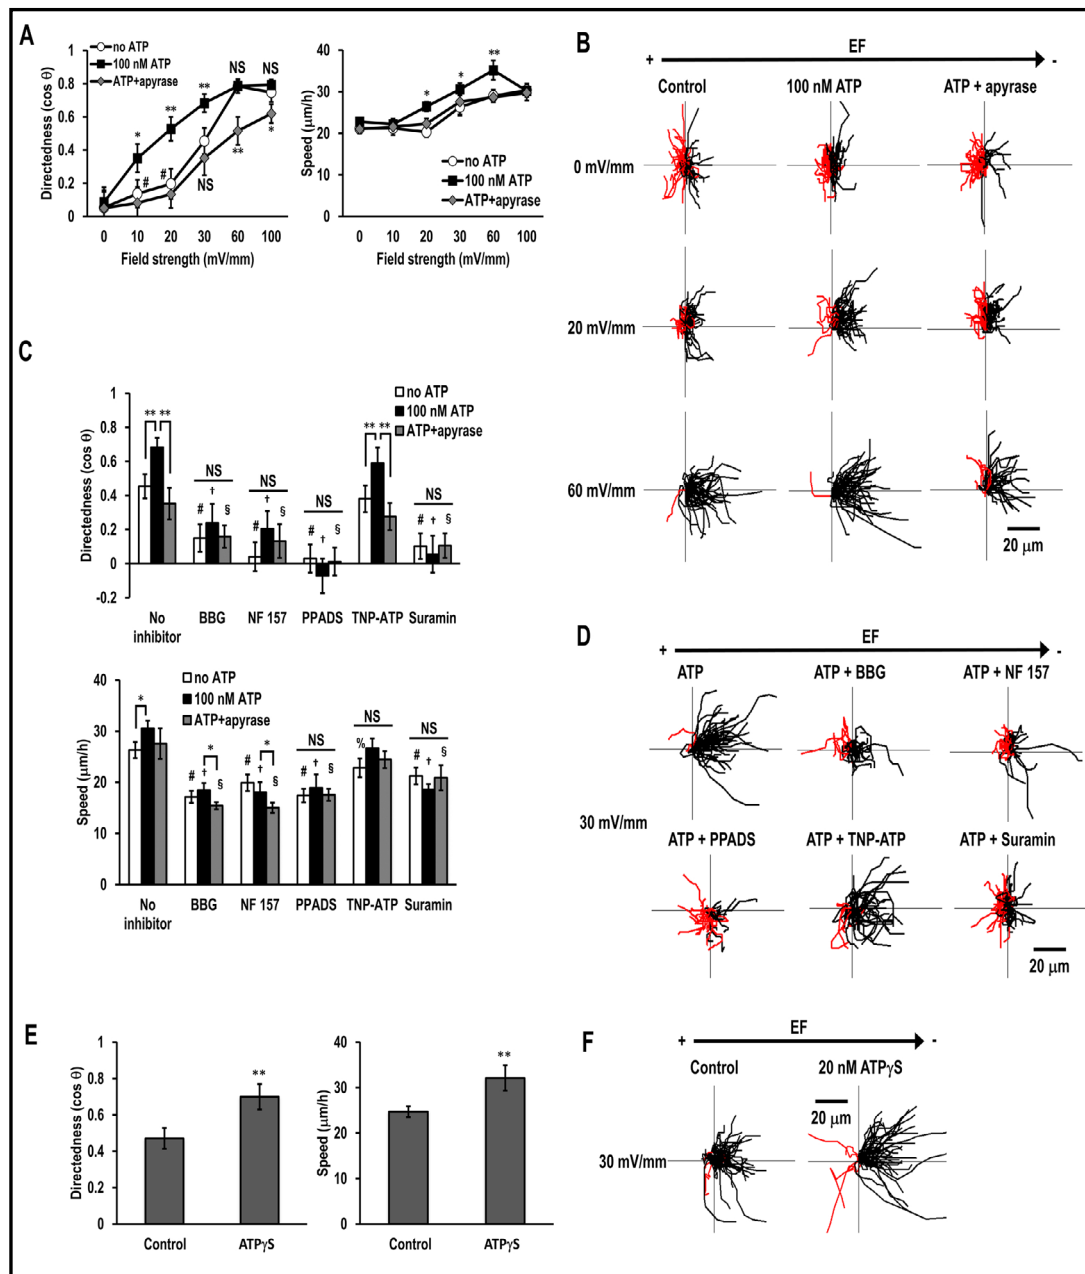 A
no ATP
100 nM ATP
ATP+apyrase
Directedness (cos θ)
1
0.8
0.6
0.4
0.2
0
NS NS
* ** **
# #
NS
**
*
0 10 20 30 60 100
Field strength (mV/mm)
Speed (µm/h)
40
20
0
* * **
no ATP
100 nM ATP
ATP+apyrase
0 10 20 30 60 100
Field strength (mV/mm)
B
EF
+ -
Control 100 nM ATP ATP + apyrase
0 mV/mm
20 mV/mm
60 mV/mm
20 µm
C
no ATP
100 nM ATP
ATP+apyrase
Directedness (cos θ)
1
0.8
0.6
0.4
0.2
0
-0.2
** ** NS NS NS ** ** NS
# † § # † § # † § # † §
No inhibitor BBG NF 157 PPADS TNP-ATP Suramin
no ATP
100 nM ATP
ATP+apyrase
Speed (µm/h)
40
30
20
10
0
* * * NS NS NS
# † § # † § # † § % # † §
No inhibitor BBG NF 157 PPADS TNP-ATP Suramin
D
EF
+ -
ATP ATP + BBG ATP + NF 157
30 mV/mm
ATP + PPADS ATP + TNP-ATP ATP + Suramin
20 µm
E
Directedness (cos θ)
1
0.8
0.6
0.4
0.2
0
**
Control ATPγS
Speed (µm/h)
40
30
20
10
0
**
Control ATPγS
F
EF
+ -
Control 20 nM ATPγS
20 µm
30 mV/mm